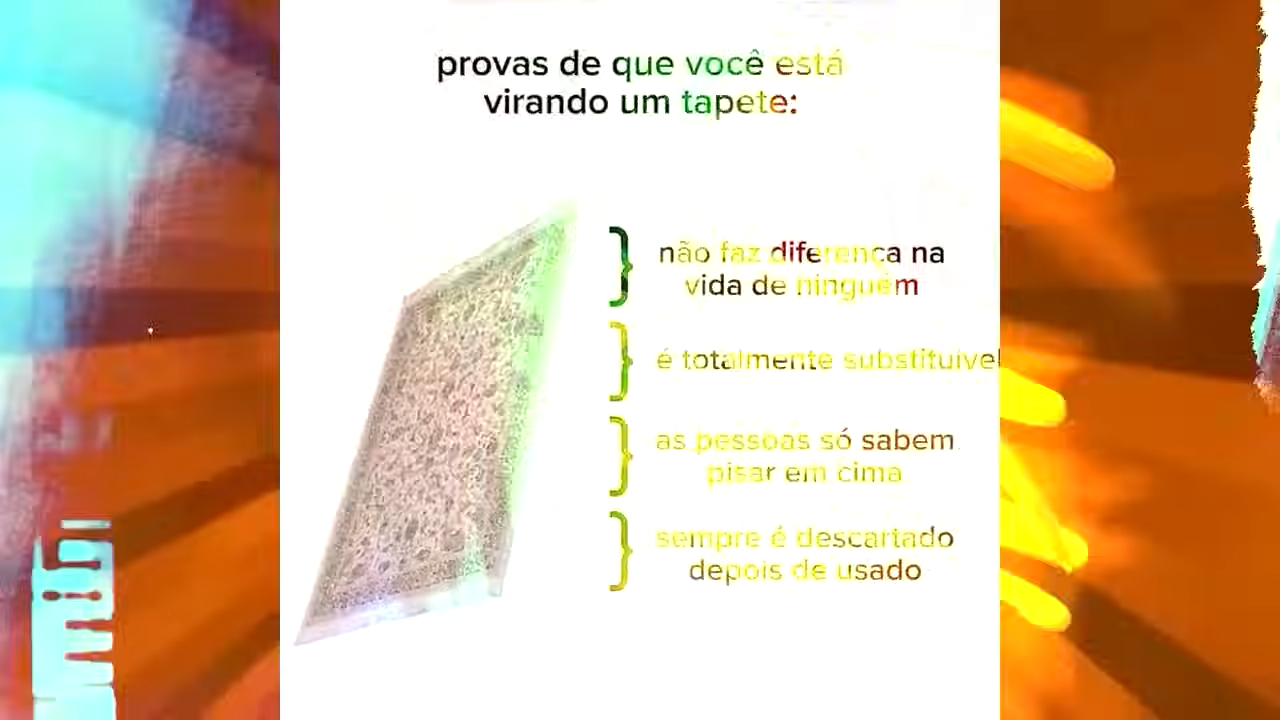 provas de que você está
virando um tapete:
não faz diferença na
vida de ninguém
é totalmente substituivel
as pessoas só sabem
pisar em cima
sempre é descartado
depois de usado